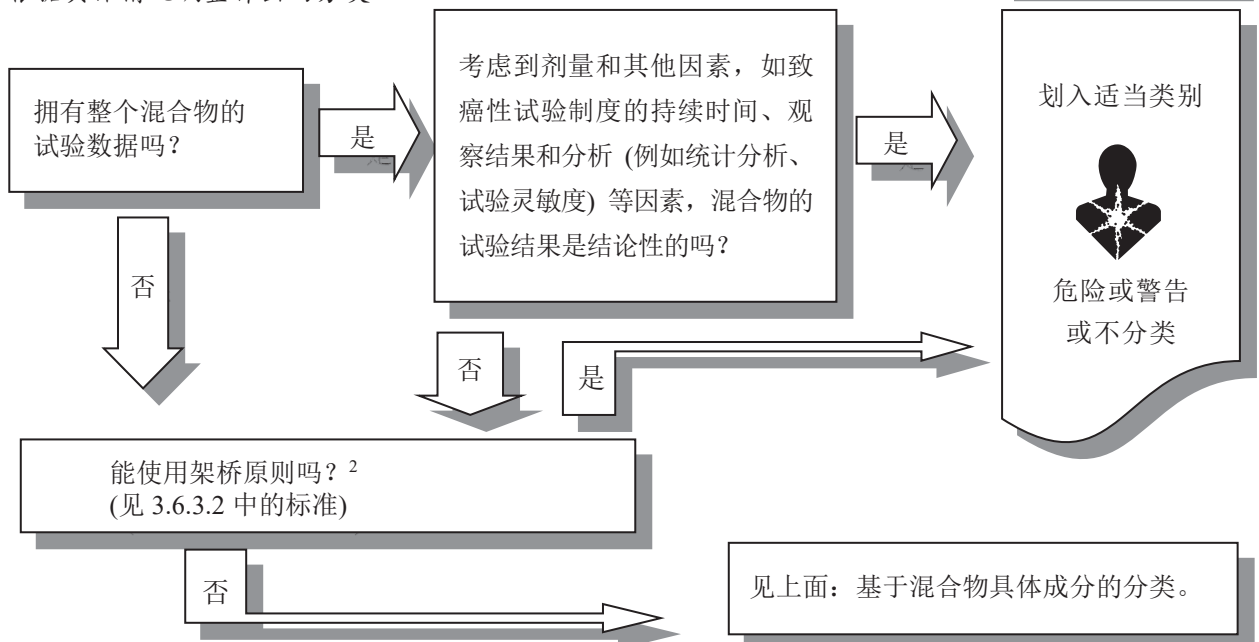 拥有整个混合物的
试验数据吗？
是
考虑到剂量和其他因素，如致
癌性试验制度的持续时间、观
察结果和分析 (例如统计分析、
试验灵敏度) 等因素，混合物的
试验结果是结论性的吗？
是
划入适当类别
危险或警告
或不分类
否
否
是
能使用架桥原则吗？²
(见 3.6.3.2 中的标准)
否
见上面：基于混合物具体成分的分类。